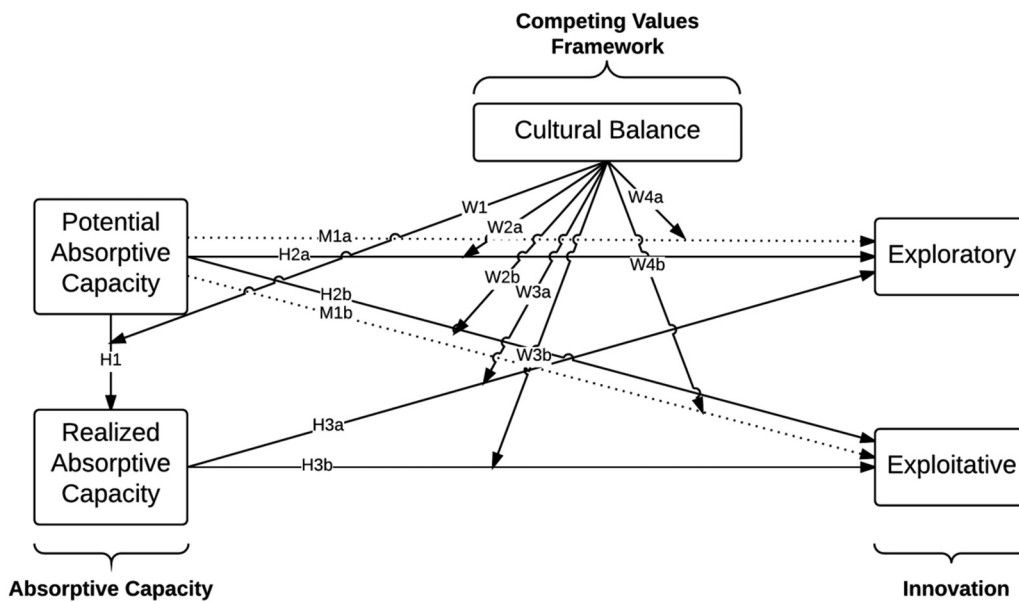 Competing Values
Framework
Cultural Balance
W4a
W1
Potential
Absorptive
Capacity
W2a
M1a
H2a
Exploratory
W4b
W2b
W3a
H2b
M1b
H1
W3b
Realized
Absorptive
Capacity
H3a
H3b
Exploitative
Absorptive Capacity
Innovation